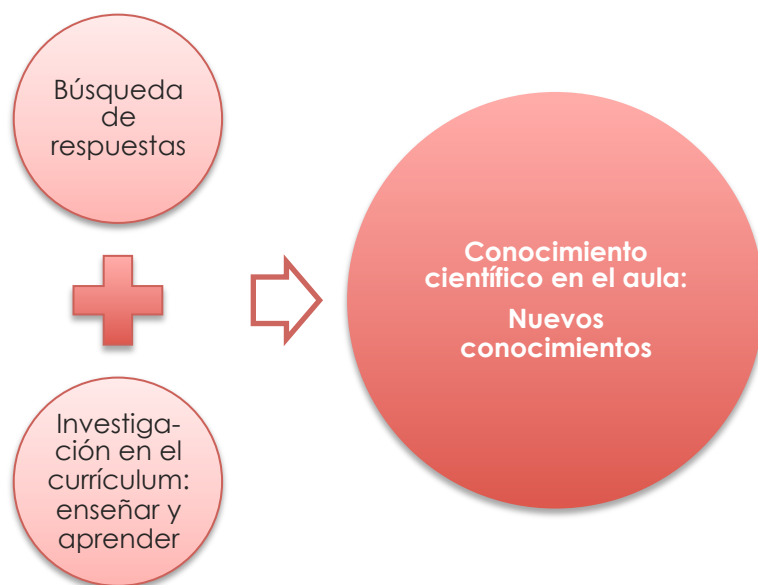 Búsqueda
de
respuestas
Investiga-
ción en el
currículum:
enseñar y
aprender
Conocimiento
científico en el aula:
Nuevos
conocimientos